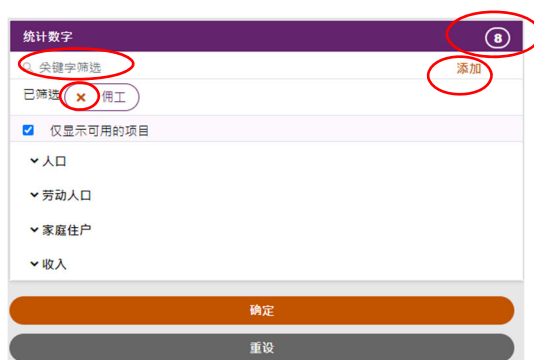 统计数字 8
关键字筛选 添加
已筛选 × 佣工
仅显示可用的项目
人口
劳动人口
家庭住户
收入
确定
重设